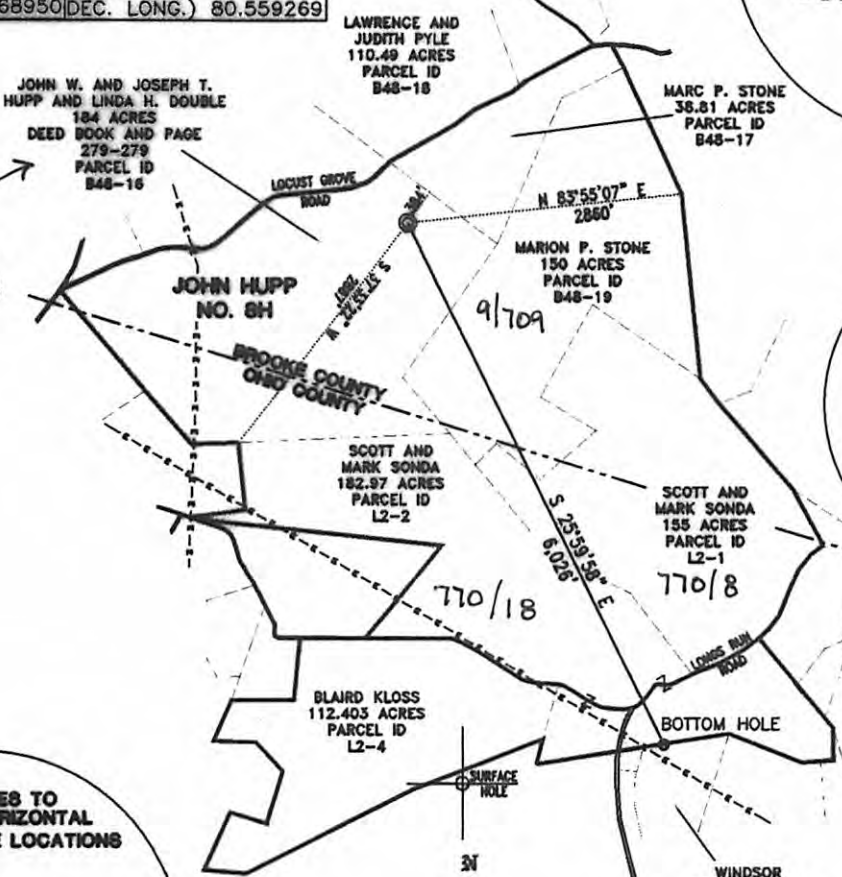 68950 (DEC. LONG.) 80.559269
LAWRENCE AND
JUDITH PYLE
110.49 ACRES
PARCEL ID
B48-18
JOHN W. AND JOSEPH T.
HUPP AND LINDA H. DOUBLE
184 ACRES
DEED BOOK AND PAGE
279-279
PARCEL ID
B48-16
MARC P. STONE
38.81 ACRES
PARCEL ID
B48-17
LOCUST GROVE
ROAD
N 83°55'07" E
2860'
MARION P. STONE
150 ACRES
PARCEL ID
B48-19
JOHN HUPP
NO. 8H
9/709
BROOKE COUNTY
OHIO COUNTY
SCOTT AND
MARK SONDA
182.97 ACRES
PARCEL ID
L2-2
S 25°59'58" E
6,026'
SCOTT AND
MARK SONDA
155 ACRES
PARCEL ID
L2-1
770/8
770/18
LONGS RUN
ROAD
BLAIRD KLOSS
112.403 ACRES
PARCEL ID
L2-4
BOTTOM HOLE
SURFACE
HOLE
ES TO
RIZONTAL
E LOCATIONS
N
WINDSOR